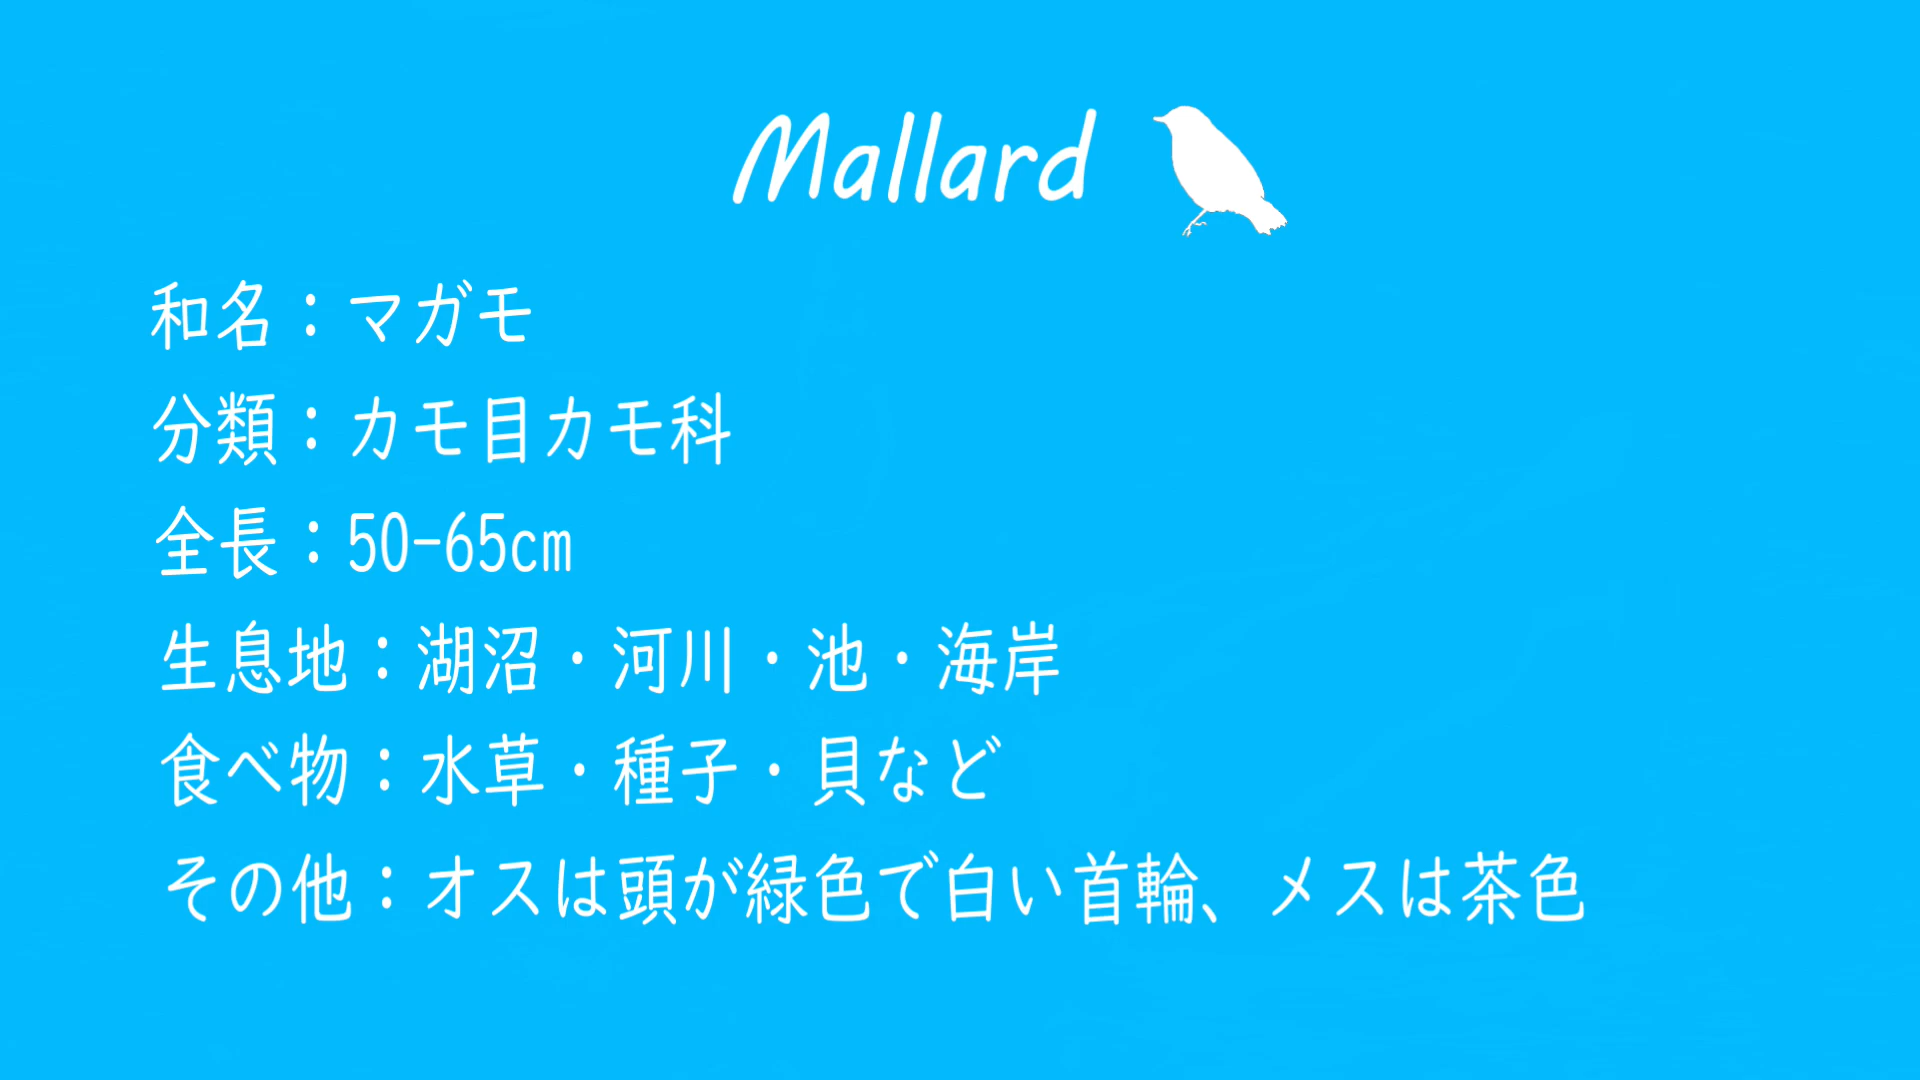 Mallard
和名：マガモ
分類：カモ目カモ科
全長：50-65cm
生息地：湖沼・河川・池・海岸
食べ物：水草・種子・貝など
その他：オスは頭が緑色で白い首輪、メスは茶色